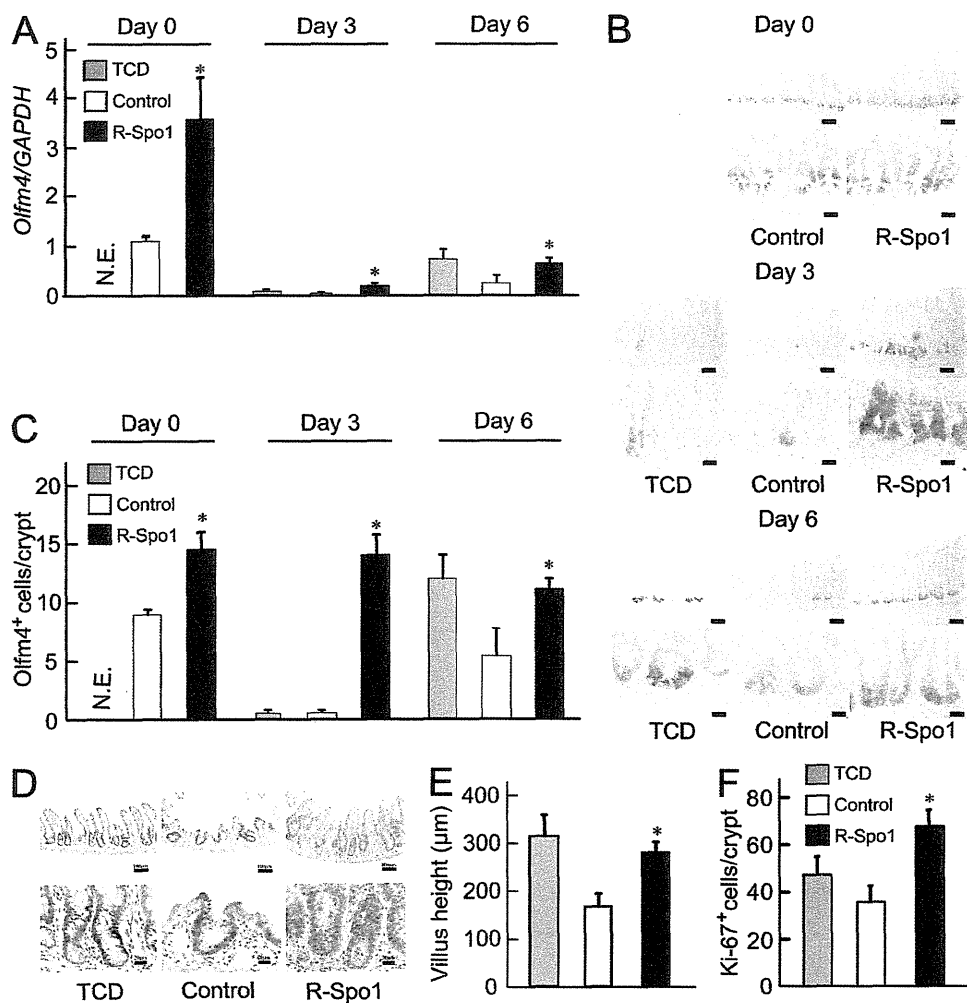 A
Day 0
Day 3
Day 6
5
4
3
2
1
0
Olfm4/GAPDH
TCD
Control
R-Spo1
N.E.
*
*
*
B
Day 0
Control
R-Spo1
Day 3
TCD
Control
R-Spo1
Day 6
TCD
Control
R-Spo1
C
Day 0
Day 3
Day 6
20
15
10
5
0
Olfm4+ cells/crypt
TCD
Control
R-Spo1
N.E.
*
*
*
D
TCD
Control
R-Spo1
E
400
300
200
100
0
Villus height (μm)
*
F
TCD
Control
R-Spo1
80
60
40
20
0
Ki-67+ cells/crypt
*